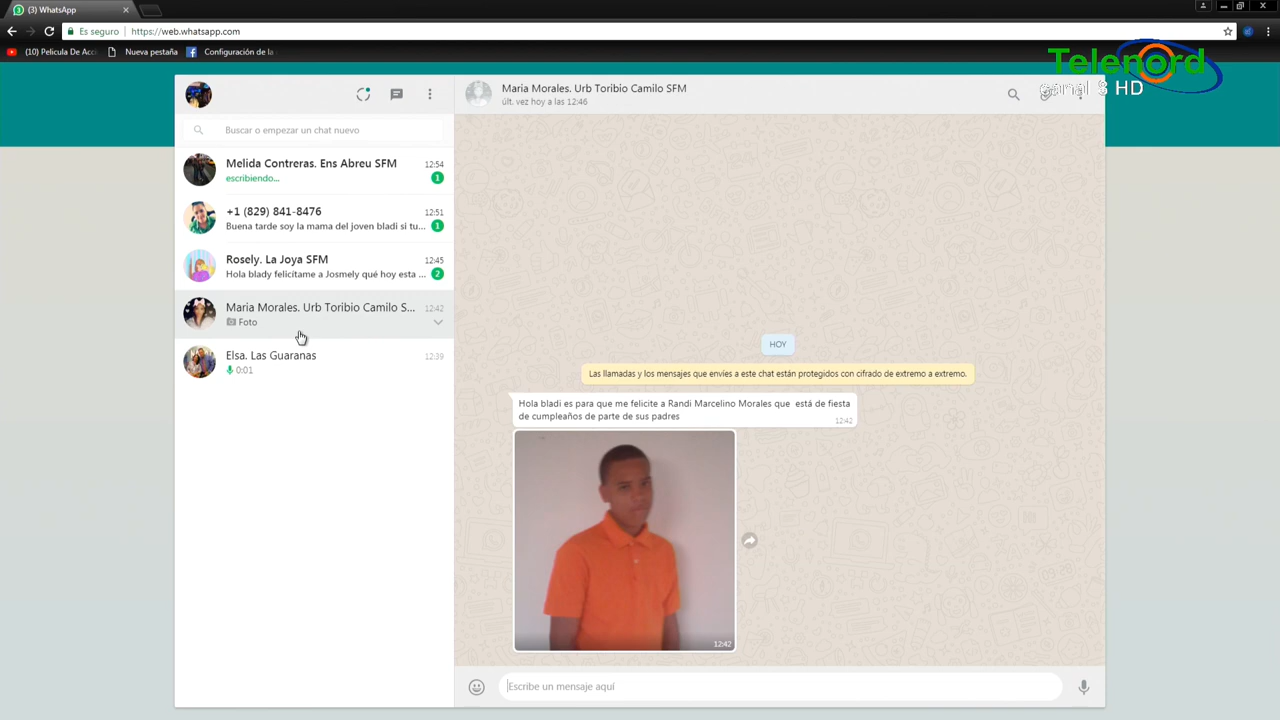 (3) WhatsApp
Es seguro
https://web.whatsapp.com
(10) Pelicula De Acci
Nueva pestaña
Configuración de la
Telenord
canal 8 HD
Maria Morales. Urb Toribio Camilo SFM
últ. vez hoy a las 12:46
Buscar o empezar un chat nuevo
Melida Contreras. Ens Abreu SFM
12:54
escribiendo...
1
+1 (829) 841-8476
12:51
Buena tarde soy la mama del joven bladi si tu...
1
Rosely. La Joya SFM
12:45
Hola blady felicítame a Josmely qué hoy esta ...
2
Maria Morales. Urb Toribio Camilo S...
12:42
Foto
Elsa. Las Guaranas
12:39
0:01
HOY
Las llamadas y los mensajes que envíes a este chat están protegidos con cifrado de extremo a extremo.
Hola bladi es para que me felicite a Randi Marcelino Morales que está de fiesta
de cumpleaños de parte de sus padres
12:42
12:42
Escribe un mensaje aquí